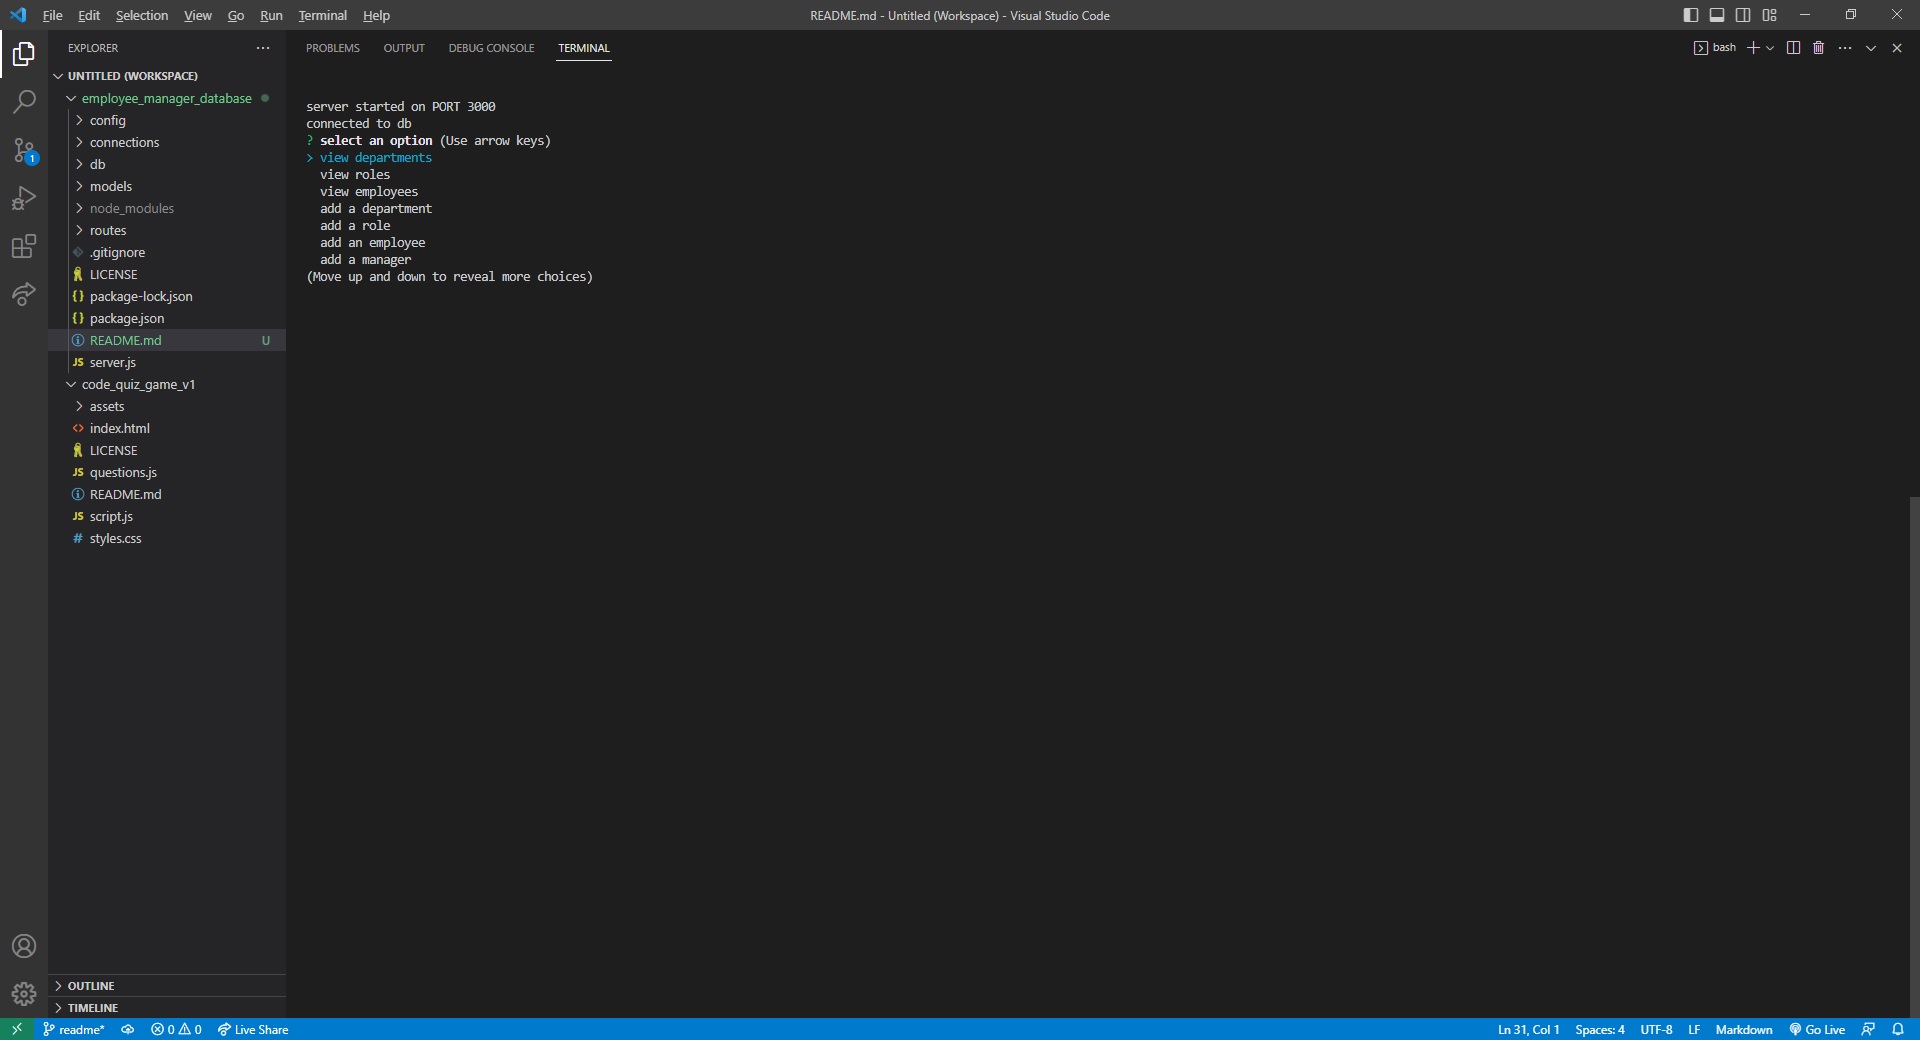 File Edit Selection View Go Run Terminal Help
README.md - Untitled (Workspace) - Visual Studio Code
EXPLORER
UNTITLED (WORKSPACE)
employee_manager_database
config
connections
db
models
node_modules
routes
.gitignore
LICENSE
package-lock.json
package.json
README.md U
server.js
code_quiz_game_v1
assets
index.html
LICENSE
questions.js
README.md
script.js
styles.css
OUTLINE
TIMELINE
PROBLEMS OUTPUT DEBUG CONSOLE TERMINAL
bash
server started on PORT 3000
connected to db
? select an option (Use arrow keys)
> view departments
view roles
view employees
add a department
add a role
add an employee
add a manager
(Move up and down to reveal more choices)
1
readme* 0 0 Live Share
Ln 31, Col 1 Spaces: 4 UTF-8 LF Markdown Go Live